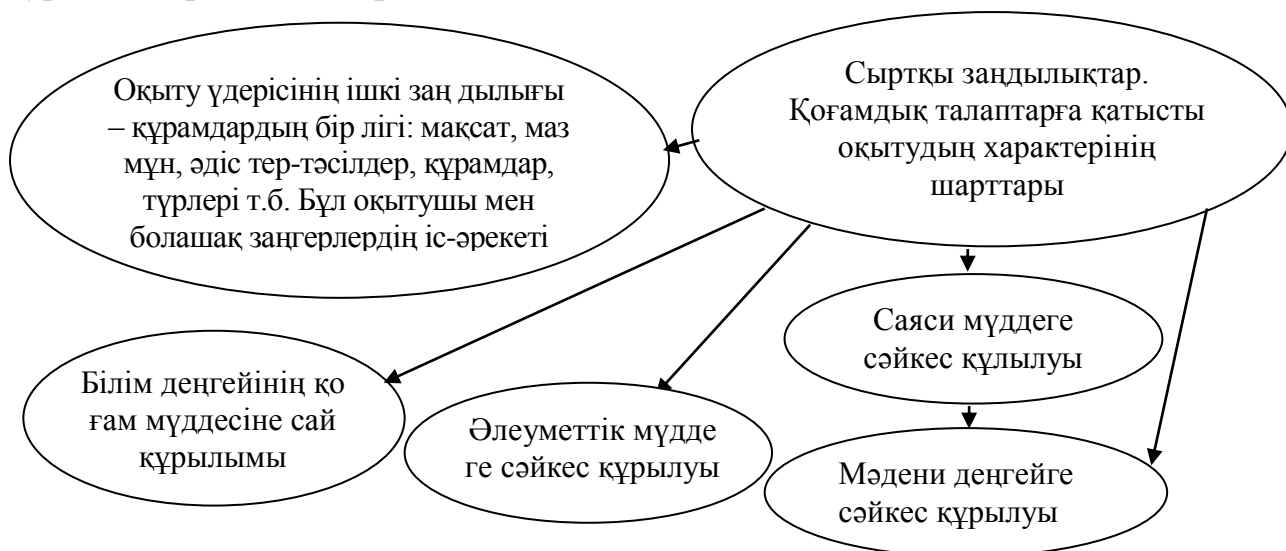 Оқыту үдерісінің ішкі заң дылығы
– құрамдардың бір лігі: мақсат, маз
мұн, әдіс тер-тәсілдер, құрамдар,
түрлері т.б. Бұл оқытушы мен
болашақ заңгерлердің іс-әрекеті
Сыртқы заңдылықтар.
Қоғамдық талаптарға қатысты
оқытудың характерінің
шарттары
Саяси мүддеге
сәйкес құлылуы
Білім деңгейінің қо
ғам мүддесіне сай
құрылымы
Әлеуметтік мүдде
ге сәйкес құрылуы
Мәдени деңгейге
сәйкес құрылуы